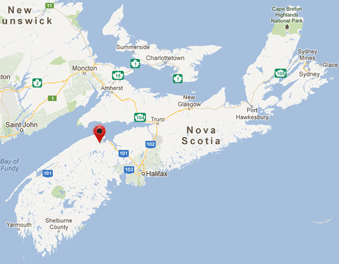 New
unswick
Cape Breton
Highlands
National Park
Summerside
Charlottetown
Moncton
Sydney
Mines
Glace
Sydney
Amherst
New
Glasgow
Port
Hawkesbury
Saint John
Truro
Nova
Scotia
102
101
103
Halifax
Bay of
Fundy
101
Shelburne
County
Yarmouth